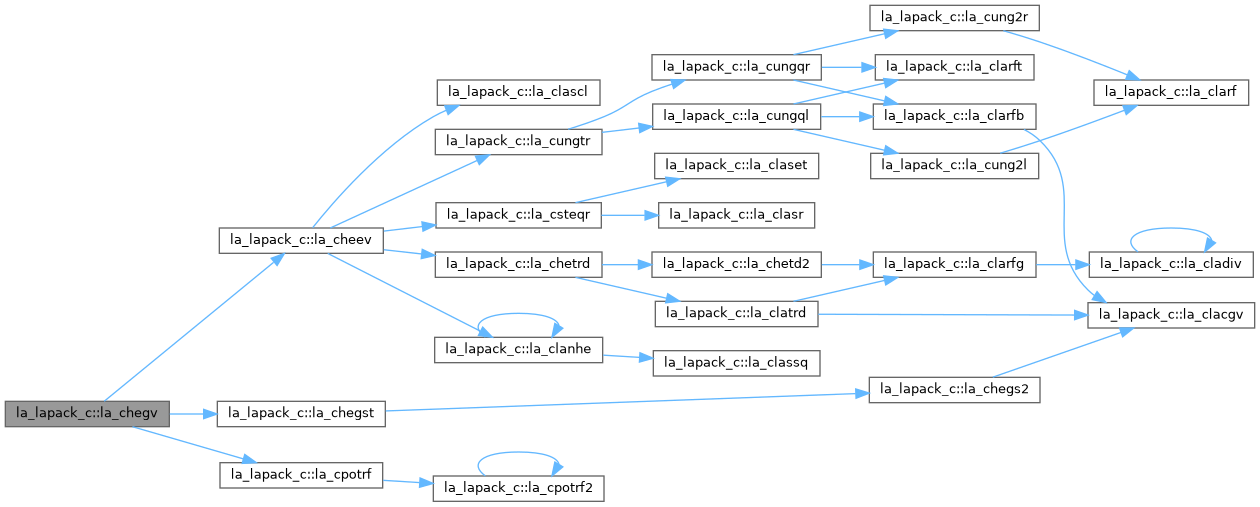 la_lapack_c::la_chegv
la_lapack_c::la_cheev
la_lapack_c::la_chegst
la_lapack_c::la_cpotrf
la_lapack_c::la_clascl
la_lapack_c::la_cungtr
la_lapack_c::la_csteqr
la_lapack_c::la_chetrd
la_lapack_c::la_clanhe
la_lapack_c::la_cpotrf2
la_lapack_c::la_cungqr
la_lapack_c::la_cungql
la_lapack_c::la_claset
la_lapack_c::la_clasr
la_lapack_c::la_chetd2
la_lapack_c::la_clatrd
la_lapack_c::la_classq
la_lapack_c::la_cung2r
la_lapack_c::la_clarft
la_lapack_c::la_clarfb
la_lapack_c::la_cung2l
la_lapack_c::la_clarfg
la_lapack_c::la_chegs2
la_lapack_c::la_clarf
la_lapack_c::la_cladiv
la_lapack_c::la_clacgv